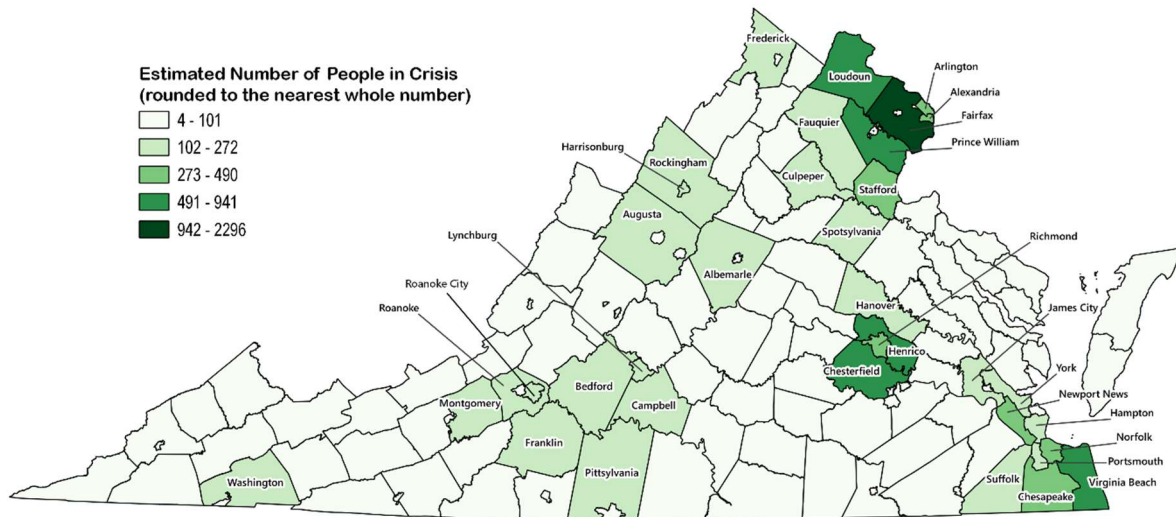 Estimated Number of People in Crisis
(rounded to the nearest whole number)
4 - 101
102 - 272
273 - 490
491 - 941
942 - 2296
Frederick
Loudoun
Arlington
Alexandria
Fairfax
Prince William
Fauquier
Harrisonburg
Rockingham
Culpeper
Stafford
Augusta
Lynchburg
Spotsylvania
Richmond
Albemarle
Roanoke City
Roanoke
Hanover
James City
Henrico
Chesterfield
York
Newport News
Hampton
Norfolk
Portsmouth
Virginia Beach
Montgomery
Bedford
Campbell
Franklin
Pittsylvania
Washington
Suffolk
Chesapeake